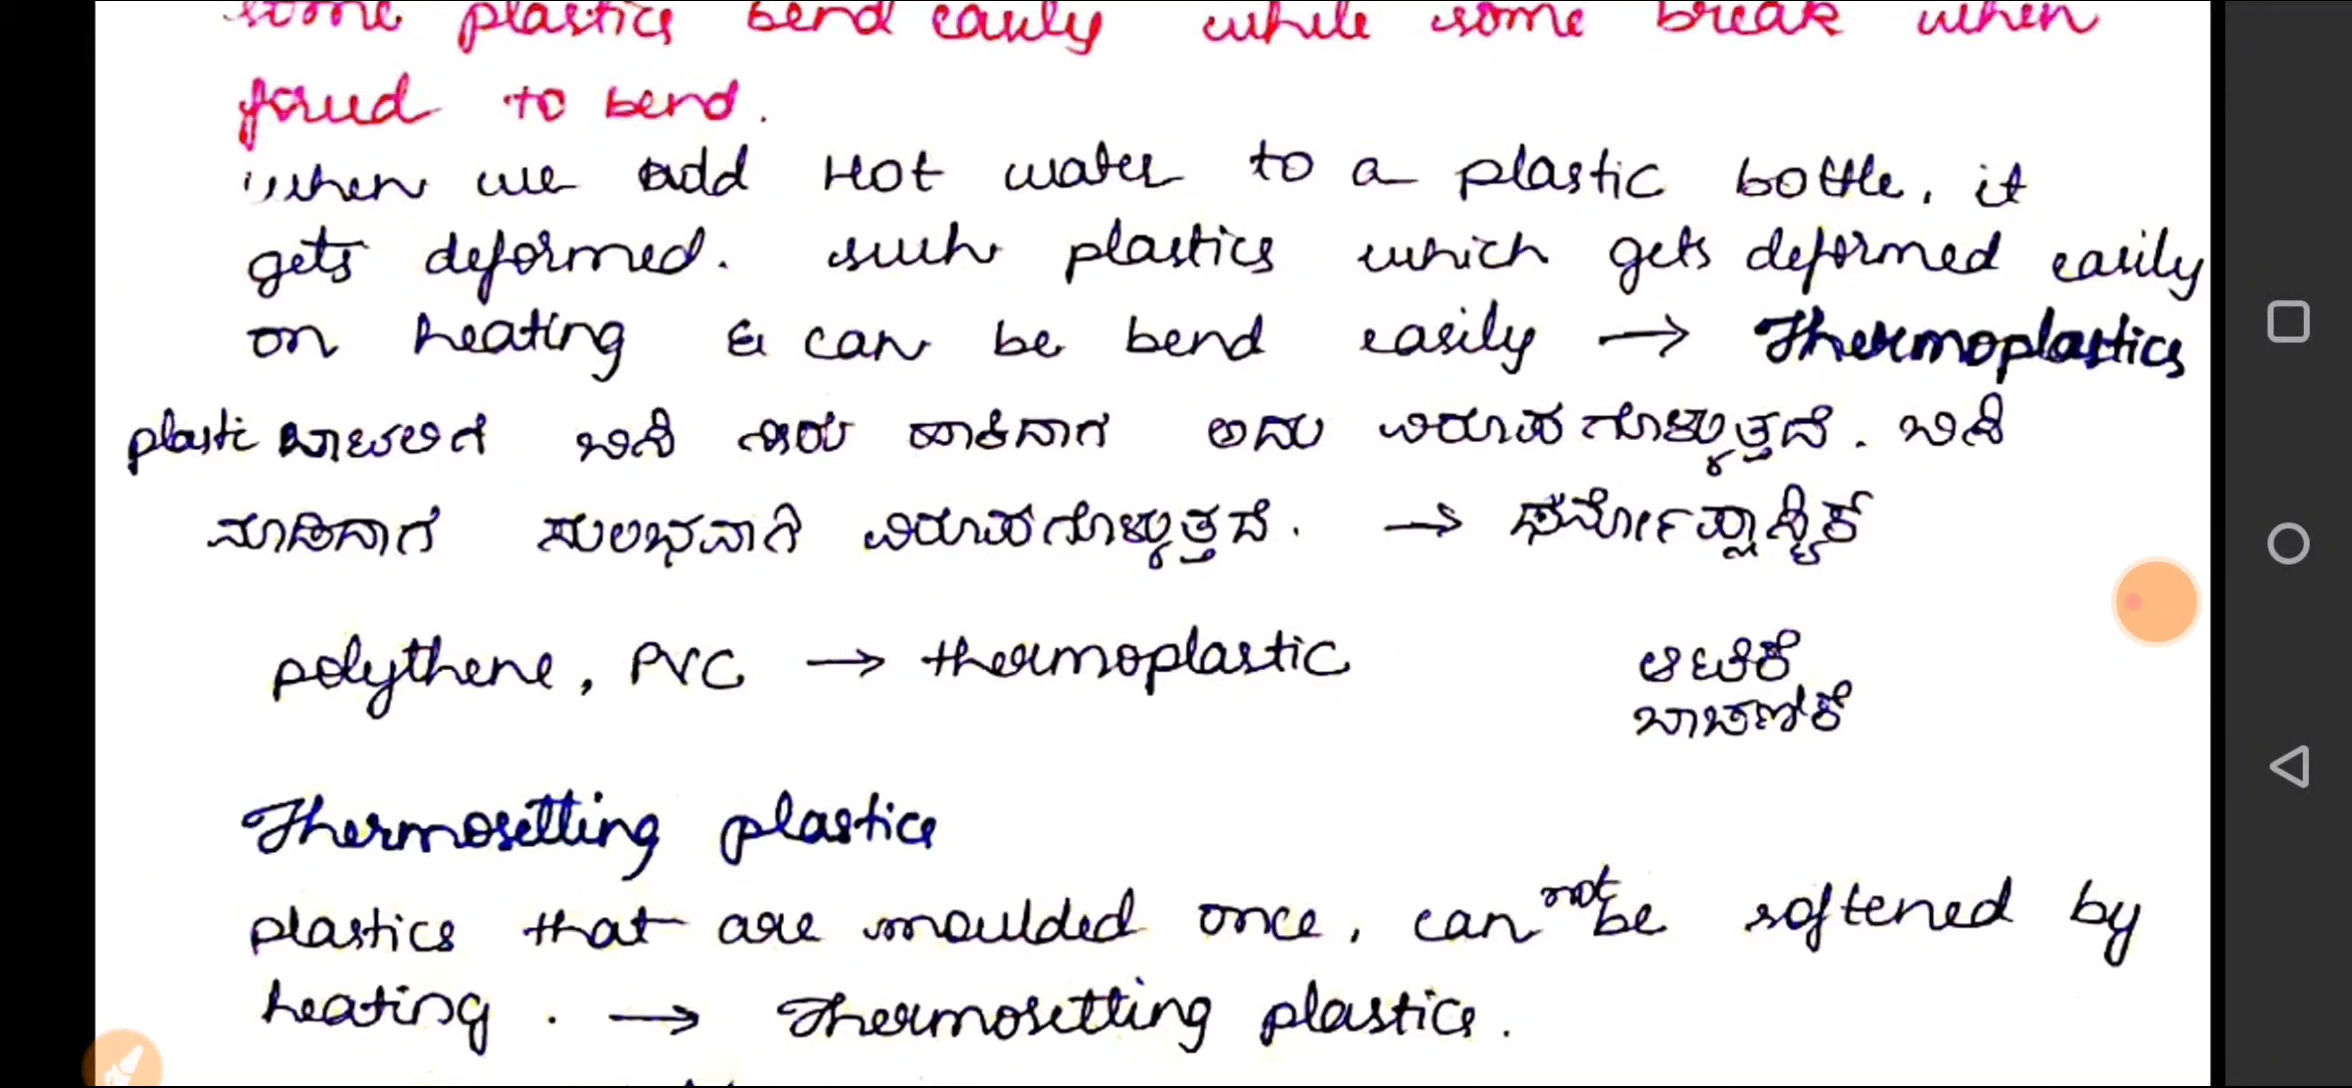 some plastics bend easily while some break when
forced to bend.
when we add Hot water to a plastic bottle, it
gets deformed. such plastics which gets deformed easily
on heating & can be bend easily → Thermoplastics
plastic ಬಾಟಲಿಗೆ ಬಿಸಿ ನೀರು ಹಾಕಿದಾಗ ಅದು ವಿರೂಪಗೊಳ್ಳುತ್ತದೆ. ಬಿಸಿ
ಮಾಡಿದಾಗ ಸುಲಭವಾಗಿ ವಿರೂಪಗೊಳ್ಳುತ್ತದೆ. → ಥರ್ಮೋಪ್ಲಾಸ್ಟಿಕ್
polythene, PVC → thermoplastic ಆಟಿಕೆ
ಬಾಚಣಿಕೆ
Thermosetting plastics
plastics that are moulded once, can not be softened by
heating. → Thermosetting plastics.